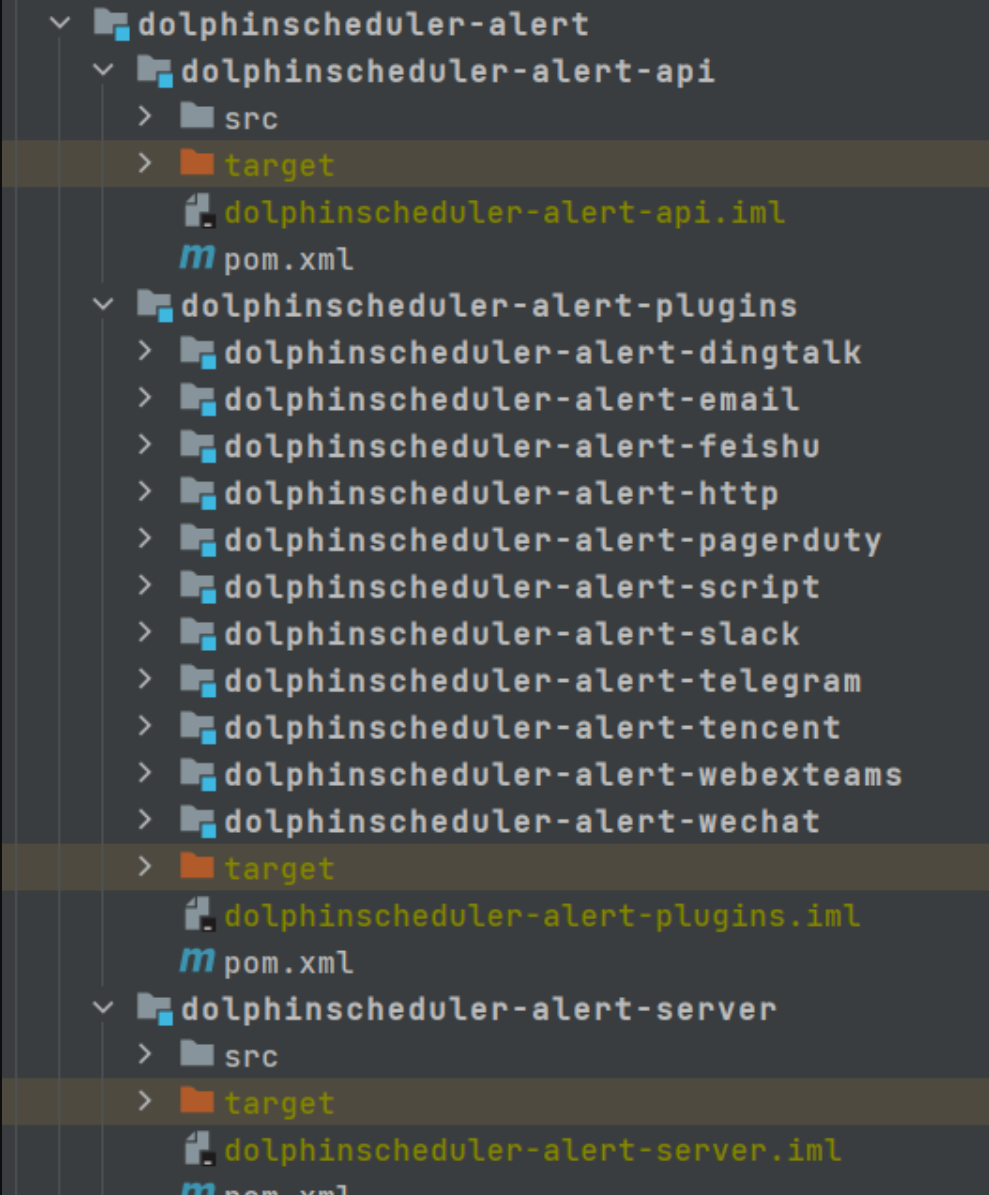 dolphinscheduler-alert
dolphinscheduler-alert-api
src
target
dolphinscheduler-alert-api.iml
pom.xml
dolphinscheduler-alert-plugins
dolphinscheduler-alert-dingtalk
dolphinscheduler-alert-email
dolphinscheduler-alert-feishu
dolphinscheduler-alert-http
dolphinscheduler-alert-pagerduty
dolphinscheduler-alert-script
dolphinscheduler-alert-slack
dolphinscheduler-alert-telegram
dolphinscheduler-alert-tencent
dolphinscheduler-alert-webexteams
dolphinscheduler-alert-wechat
target
dolphinscheduler-alert-plugins.iml
pom.xml
dolphinscheduler-alert-server
src
target
dolphinscheduler-alert-server.iml
pom.xml